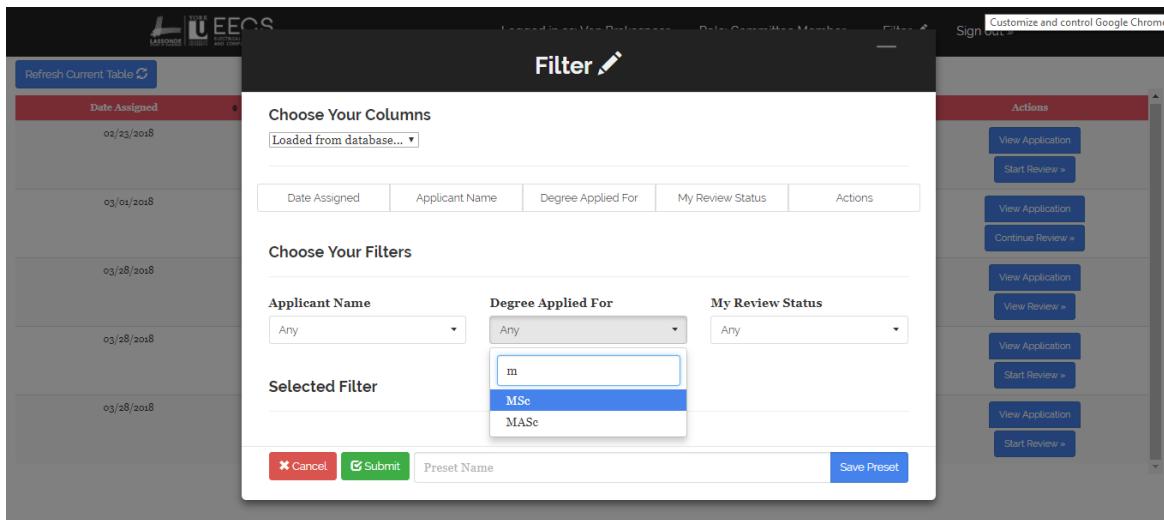 Customize and control Google Chrome
LASSONDE
YORK
EECS
Sign out »
Refresh Current Table
Filter
Date Assigned
Actions
Choose Your Columns
Loaded from database...
02/23/2018
View Application
Start Review »
Date Assigned Applicant Name Degree Applied For My Review Status Actions
03/01/2018
View Application
Continue Review »
Choose Your Filters
03/28/2018
View Application
View Review »
Applicant Name Degree Applied For My Review Status
Any Any Any
03/28/2018
View Application
Start Review »
m
MSc
MASc
Selected Filter
03/28/2018
View Application
Start Review »
Cancel Submit Preset Name Save Preset